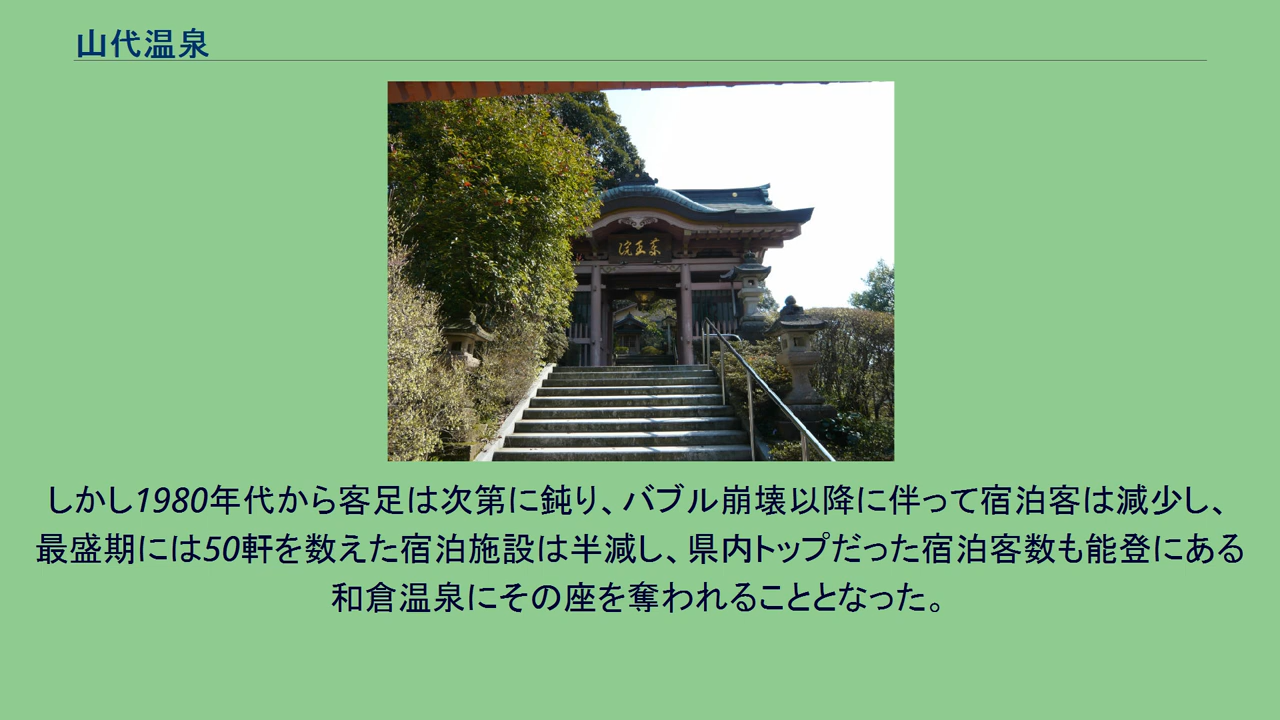 山代温泉
薬王院
しかし1980年代から客足は次第に鈍り、バブル崩壊以降に伴って宿泊客は減少し、
最盛期には50軒を数えた宿泊施設は半減し、県内トップだった宿泊客数も能登にある
和倉温泉にその座を奪われることとなった。